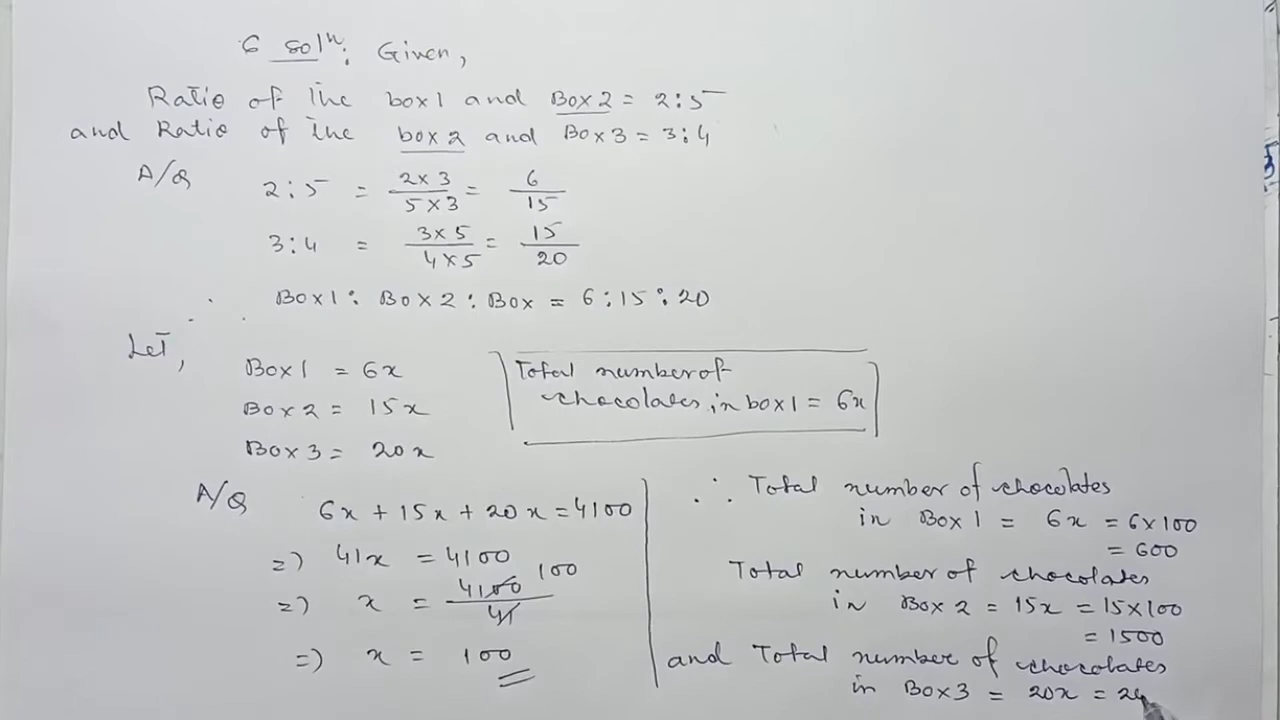 6 Solⁿ: Given,
Ratio of the box1 and Box2 = 2:5
and Ratio of the box2 and Box3 = 3:4
A/Q 2:5 = 2×3/5×3 = 6/15
3:4 = 3×5/4×5 = 15/20
∴ Box1 : Box2 : Box = 6:15:20
Let,
Box1 = 6x
Box2 = 15x
Box3 = 20x
Total number of
chocolates in box1 = 6x
A/Q 6x + 15x + 20x = 4100
=) 41x = 4100
=) x = 4100/41 100
=) x = 100
∴ Total number of chocolates
in Box1 = 6x = 6×100
= 600
Total number of chocolates
in Box2 = 15x = 15×100
= 1500
and Total number of chocolates
in Box3 = 20x =